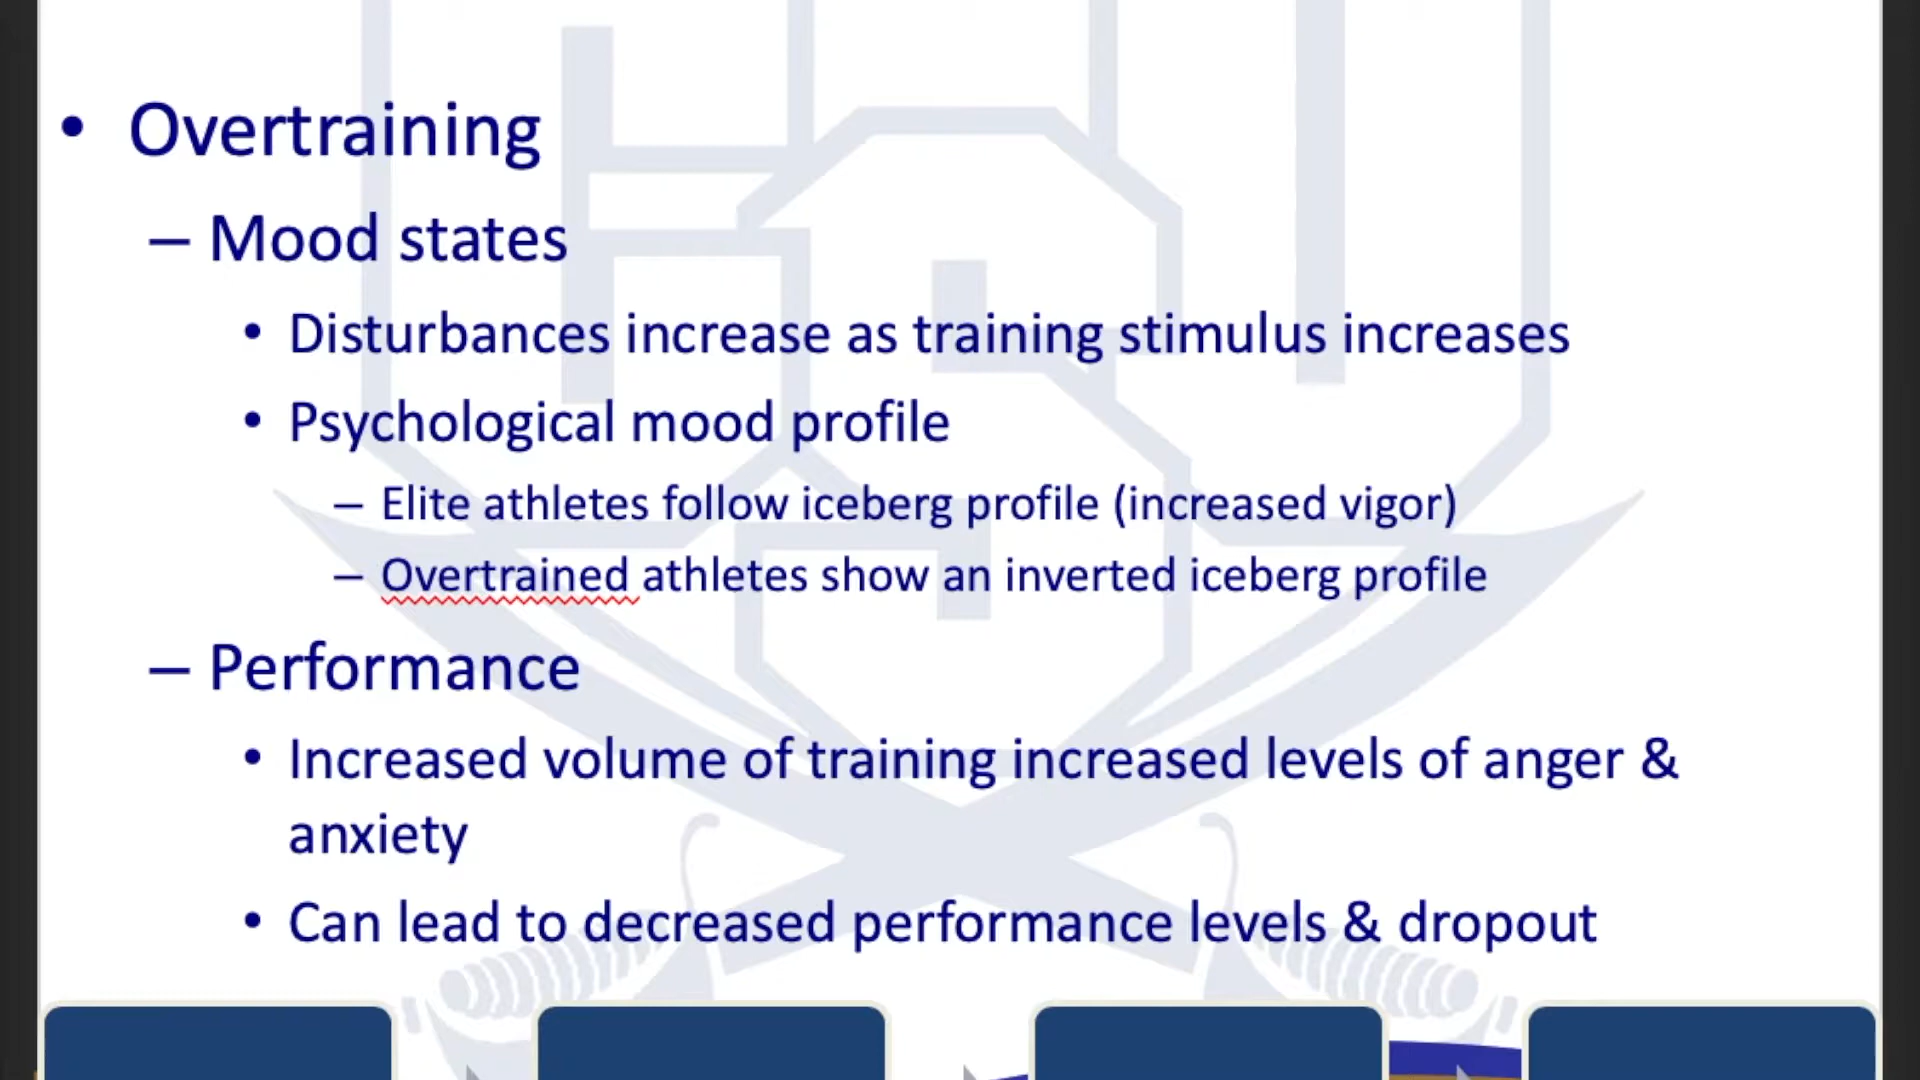 • Overtraining
– Mood states
• Disturbances increase as training stimulus increases
• Psychological mood profile
– Elite athletes follow iceberg profile (increased vigor)
– Overtrained athletes show an inverted iceberg profile
– Performance
• Increased volume of training increased levels of anger &
anxiety
• Can lead to decreased performance levels & dropout